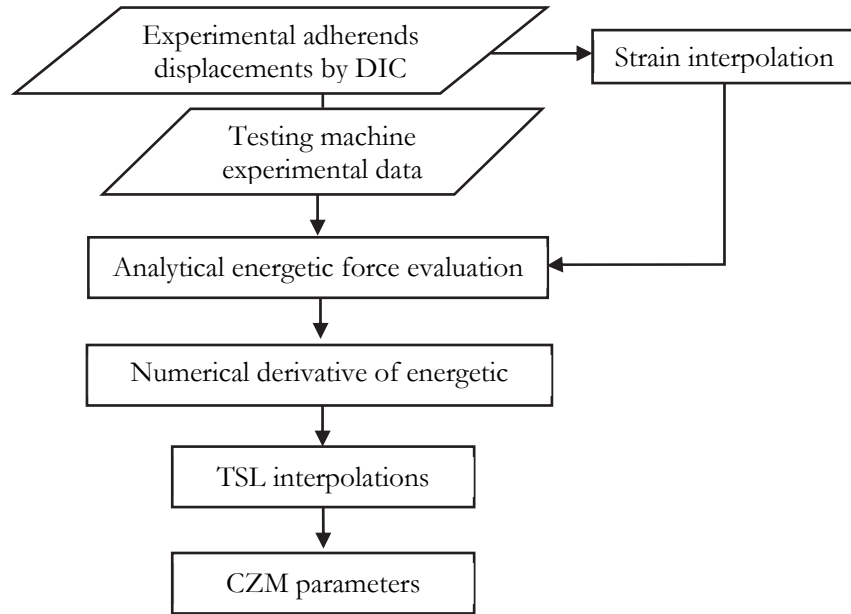 Experimental adherends
displacements by DIC
Strain interpolation
Testing machine
experimental data
Analytical energetic force evaluation
Numerical derivative of energetic
TSL interpolations
CZM parameters